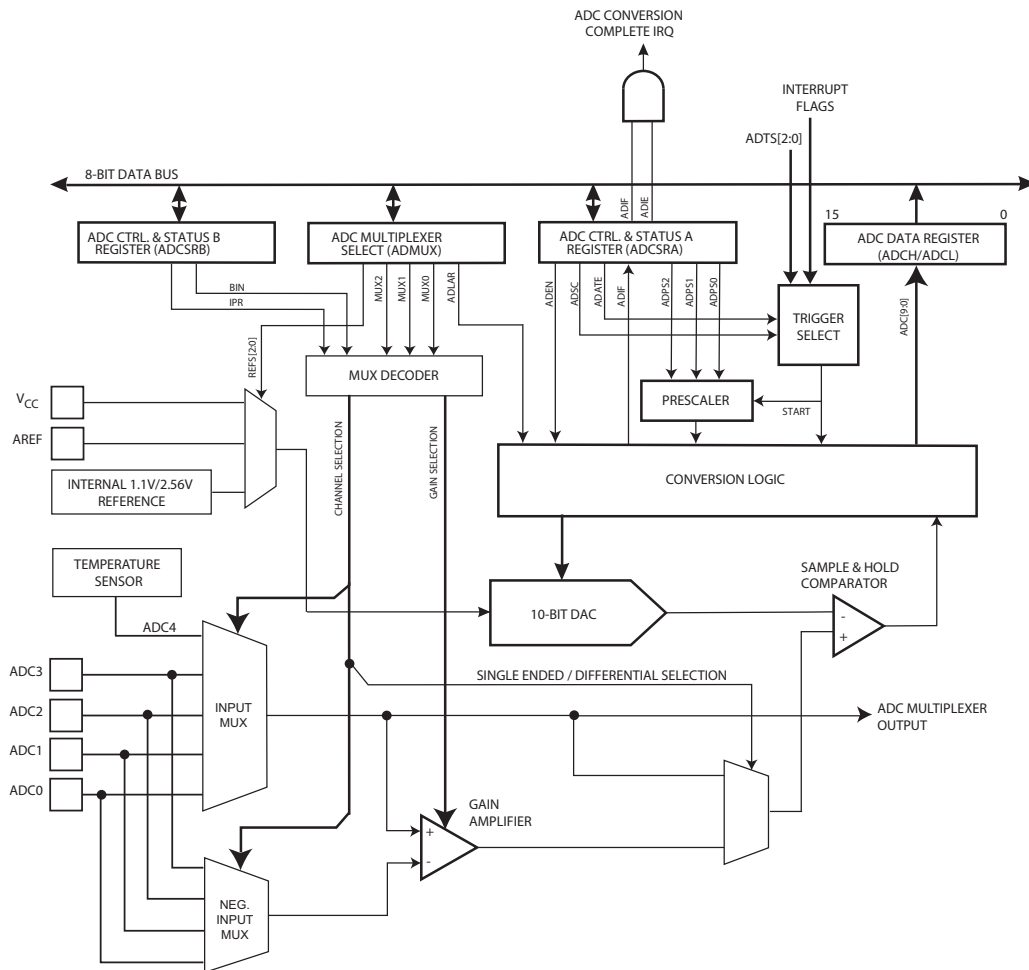 ADC CONVERSION
COMPLETE IRQ
INTERRUPT
FLAGS
ADTS[2:0]
8-BIT DATA BUS
ADIF
ADIE
15
0
ADC CTRL. & STATUS B
REGISTER (ADCSRB)
ADC MULTIPLEXER
SELECT (ADMUX)
ADC CTRL. & STATUS A
REGISTER (ADCSRA)
ADC DATA REGISTER
(ADCH/ADCL)
BIN
IPR
REFS[2:0]
MUX2
MUX1
MUX0
ADLAR
ADEN
ADSC
ADATE
ADIF
ADPS2
ADPS1
ADPS0
TRIGGER
SELECT
ADC[9:0]
MUX DECODER
PRESCALER
START
VCC
AREF
INTERNAL 1.1V/2.56V
REFERENCE
CHANNEL SELECTION
GAIN SELECTION
CONVERSION LOGIC
TEMPERATURE
SENSOR
ADC4
10-BIT DAC
SAMPLE & HOLD
COMPARATOR
-
+
ADC3
ADC2
ADC1
ADC0
INPUT
MUX
SINGLE ENDED / DIFFERENTIAL SELECTION
ADC MULTIPLEXER
OUTPUT
GAIN
AMPLIFIER
+
-
NEG.
INPUT
MUX